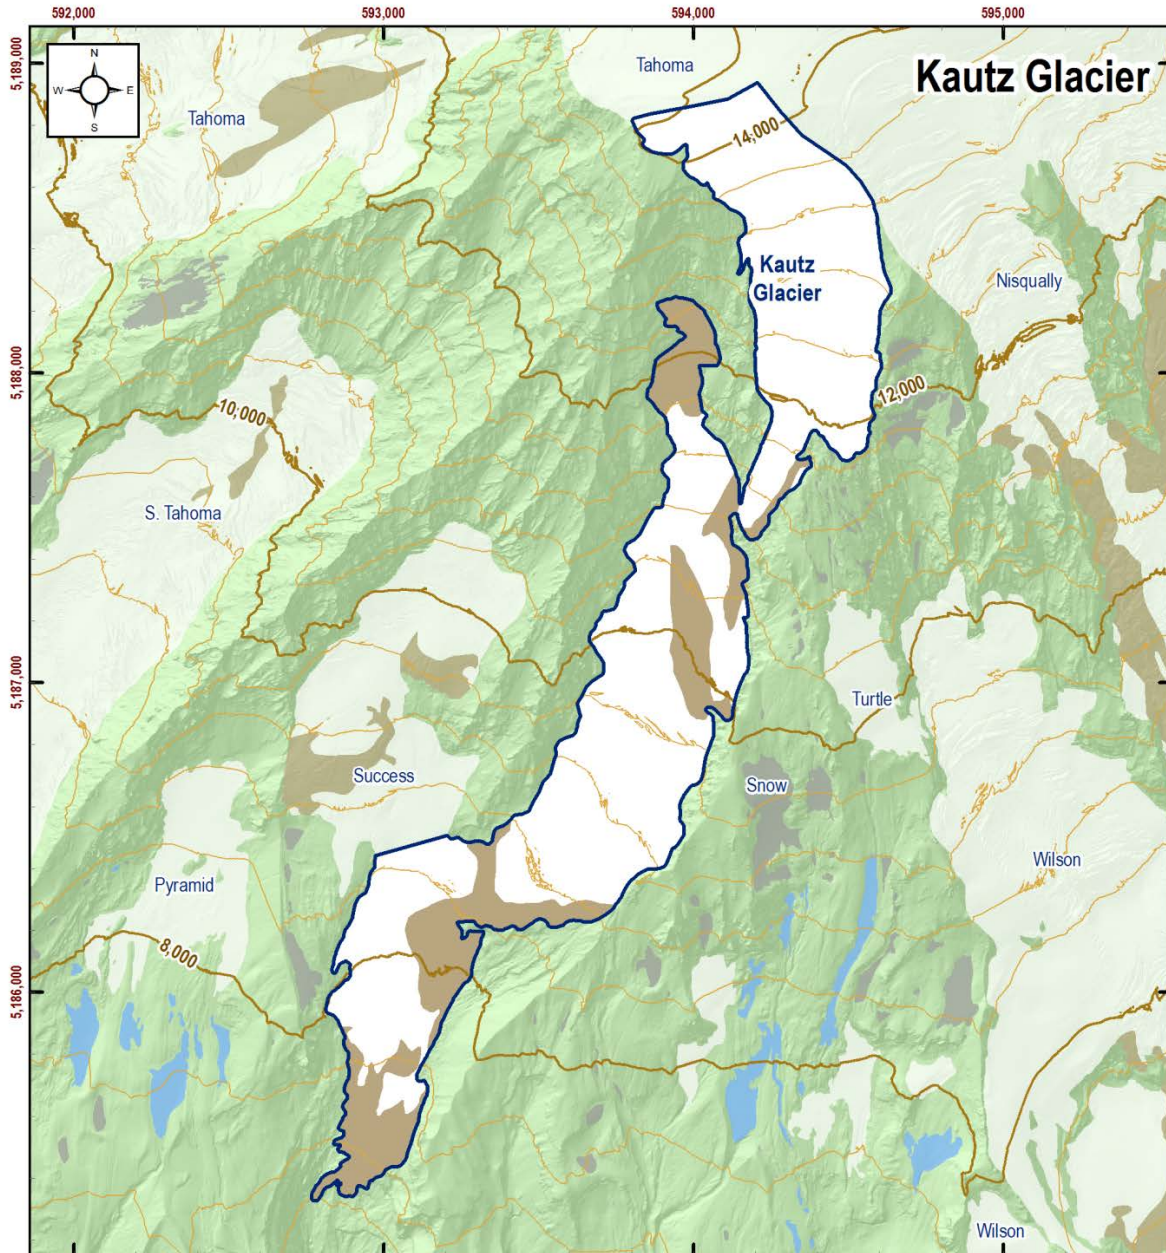 592,000
593,000
594,000
595,000
5,189,000
N
W
E
S
Tahoma
Tahoma
Kautz Glacier
14,000
Kautz
Glacier
Nisqually
5,188,000
10,000
12,000
S. Tahoma
5,187,000
Turtle
Success
Snow
Pyramid
Wilson
8,000
5,186,000
Wilson